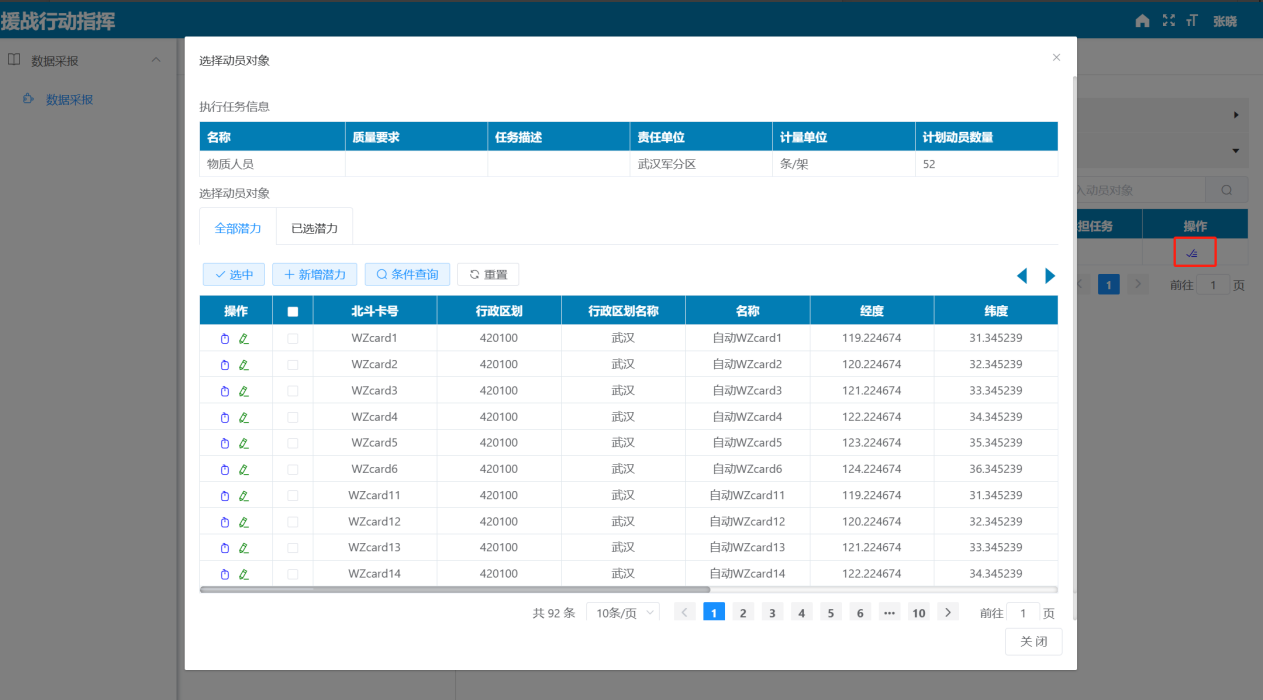 援战行动指挥
张晓
数据采报
数据采报
选择动员对象
执行任务信息
名称 质量要求 任务描述 责任单位 计量单位 计划动员数量
物质人员 武汉军分区 条/架 52
选择动员对象
全部潜力 已选潜力
入动员对象
担任务 操作
1 前往 1 页
选中 新增潜力 条件查询 重置
操作 北斗卡号 行政区划 行政区划名称 名称 经度 纬度
WZcard1 420100 武汉 自动WZcard1 119.224674 31.345239
WZcard2 420100 武汉 自动WZcard2 120.224674 32.345239
WZcard3 420100 武汉 自动WZcard3 121.224674 33.345239
WZcard4 420100 武汉 自动WZcard4 122.224674 34.345239
WZcard5 420100 武汉 自动WZcard5 123.224674 35.345239
WZcard6 420100 武汉 自动WZcard6 124.224674 36.345239
WZcard11 420100 武汉 自动WZcard11 119.224674 31.345239
WZcard12 420100 武汉 自动WZcard12 120.224674 32.345239
WZcard13 420100 武汉 自动WZcard13 121.224674 33.345239
WZcard14 420100 武汉 自动WZcard14 122.224674 34.345239
共 92 条 10条/页 1 2 3 4 5 6 ··· 10 前往 1 页
关 闭